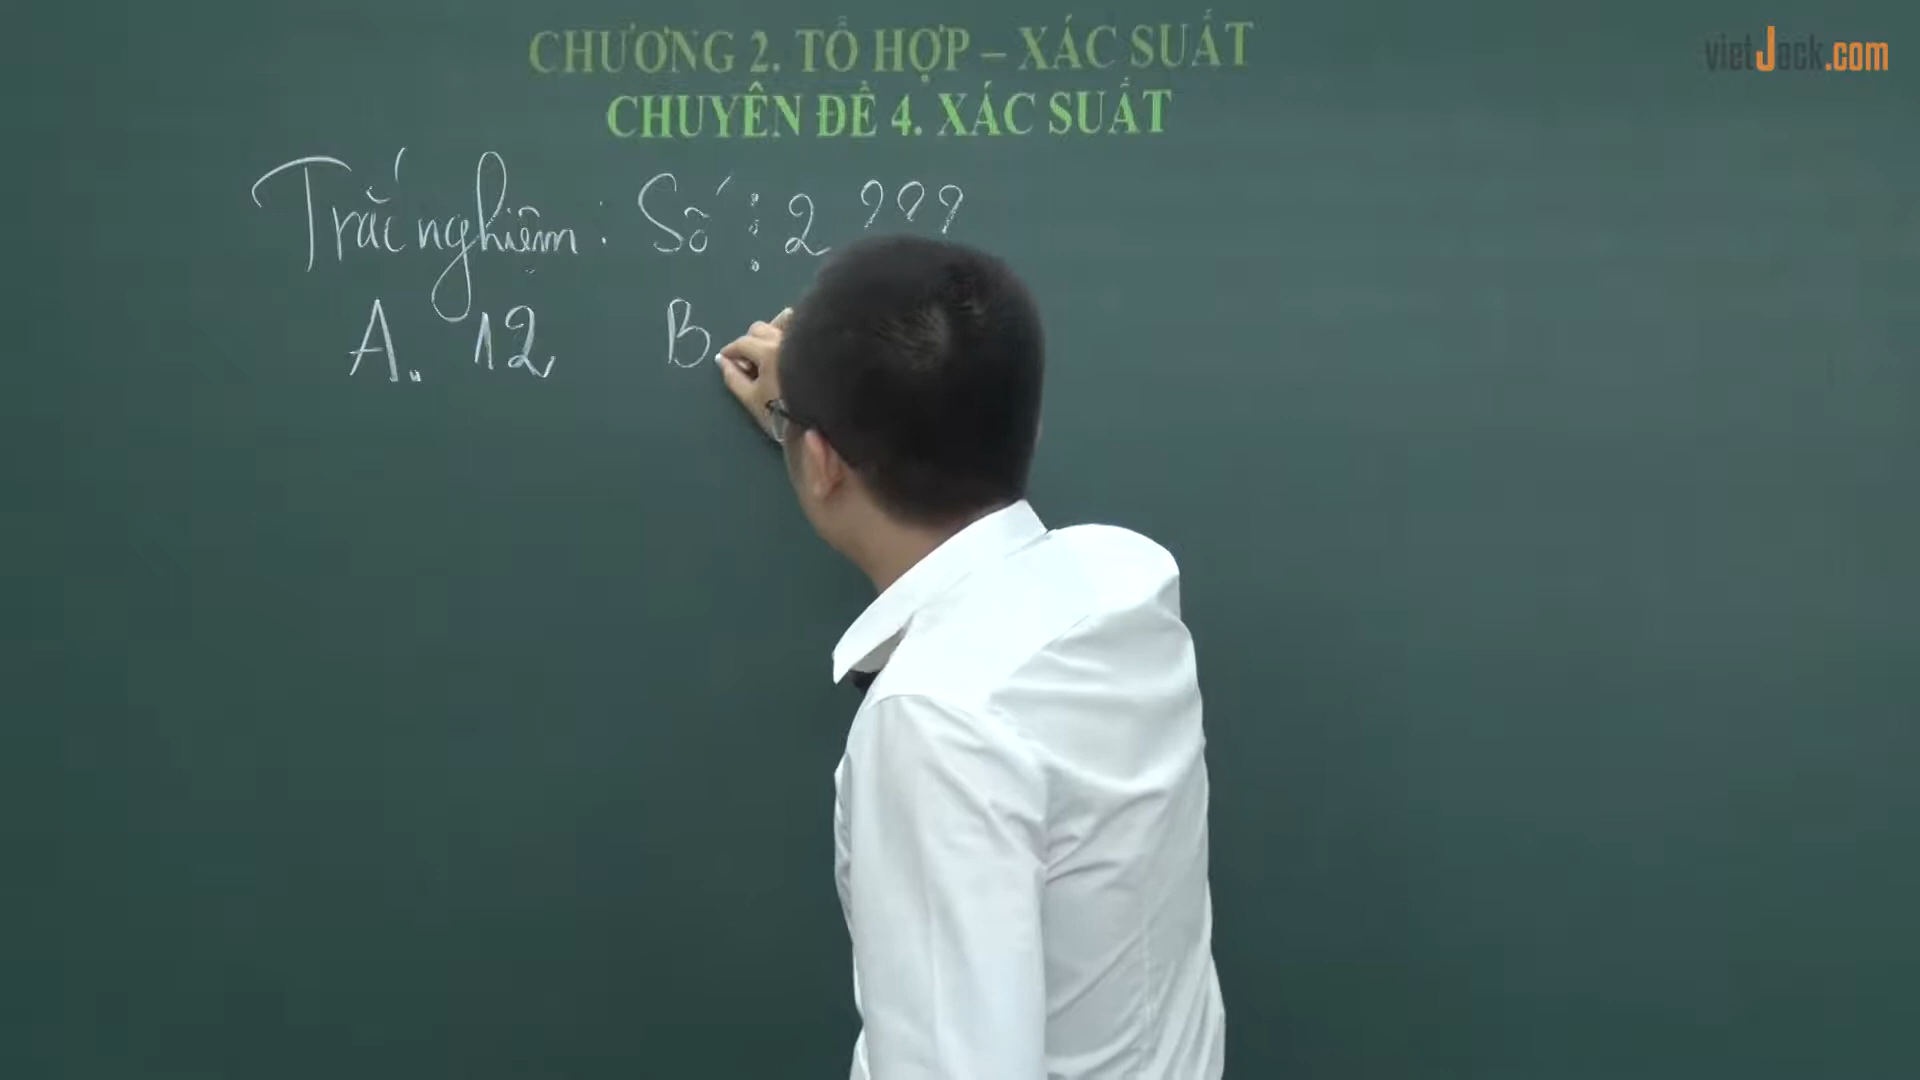 CHƯƠNG 2. TỔ HỢP – XÁC SUẤT
vietJack.com
CHUYÊN ĐỀ 4. XÁC SUẤT
Trắc nghiệm : Số ⋮ 2 ???
A. 12 B.